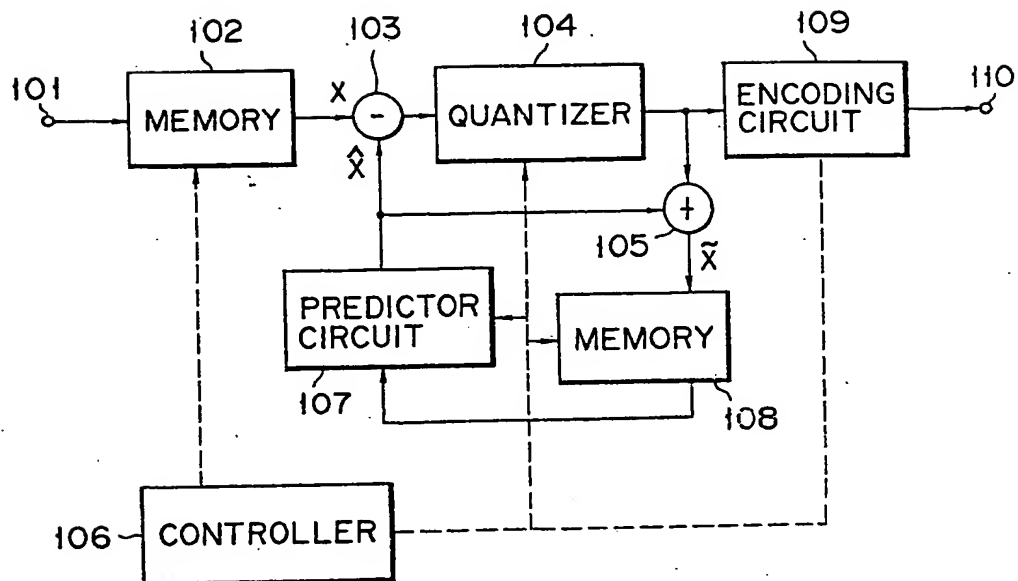 102
103
104
109
101
110
MEMORY
X
-
QUANTIZER
ENCODING
CIRCUIT
X̂
+
105
X̃
PREDICTOR
CIRCUIT
MEMORY
107
108
106
CONTROLLER